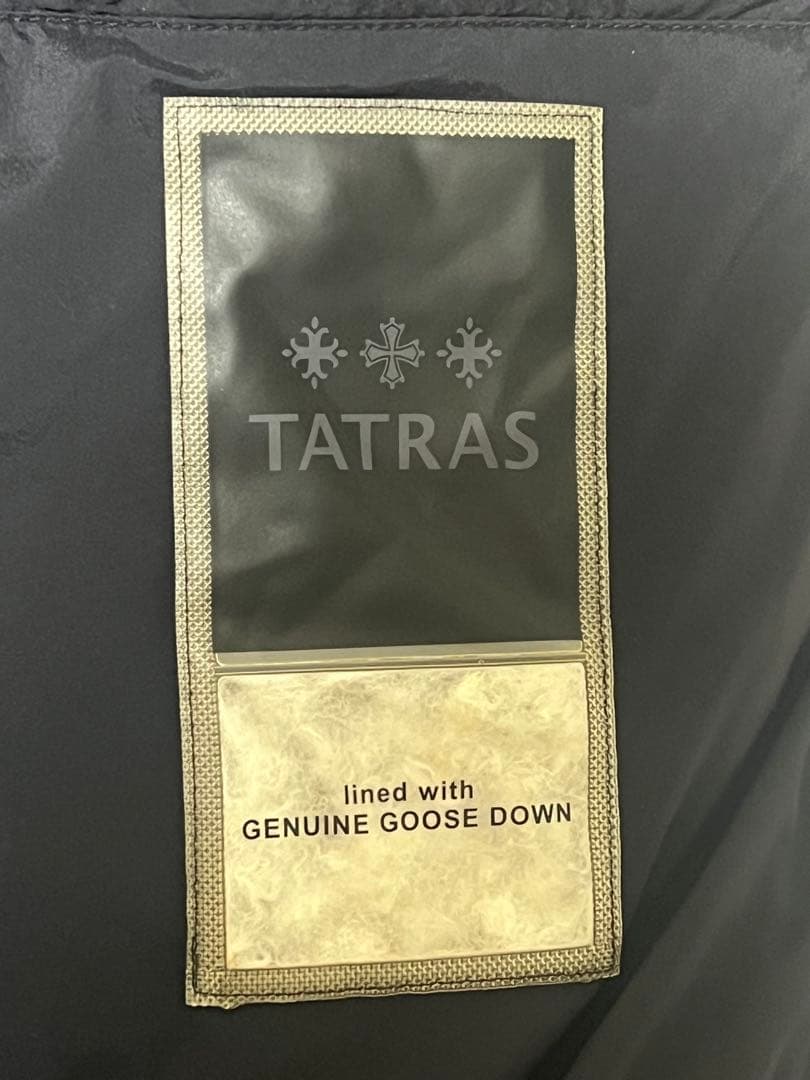 TATRAS
lined with
GENUINE GOOSE DOWN